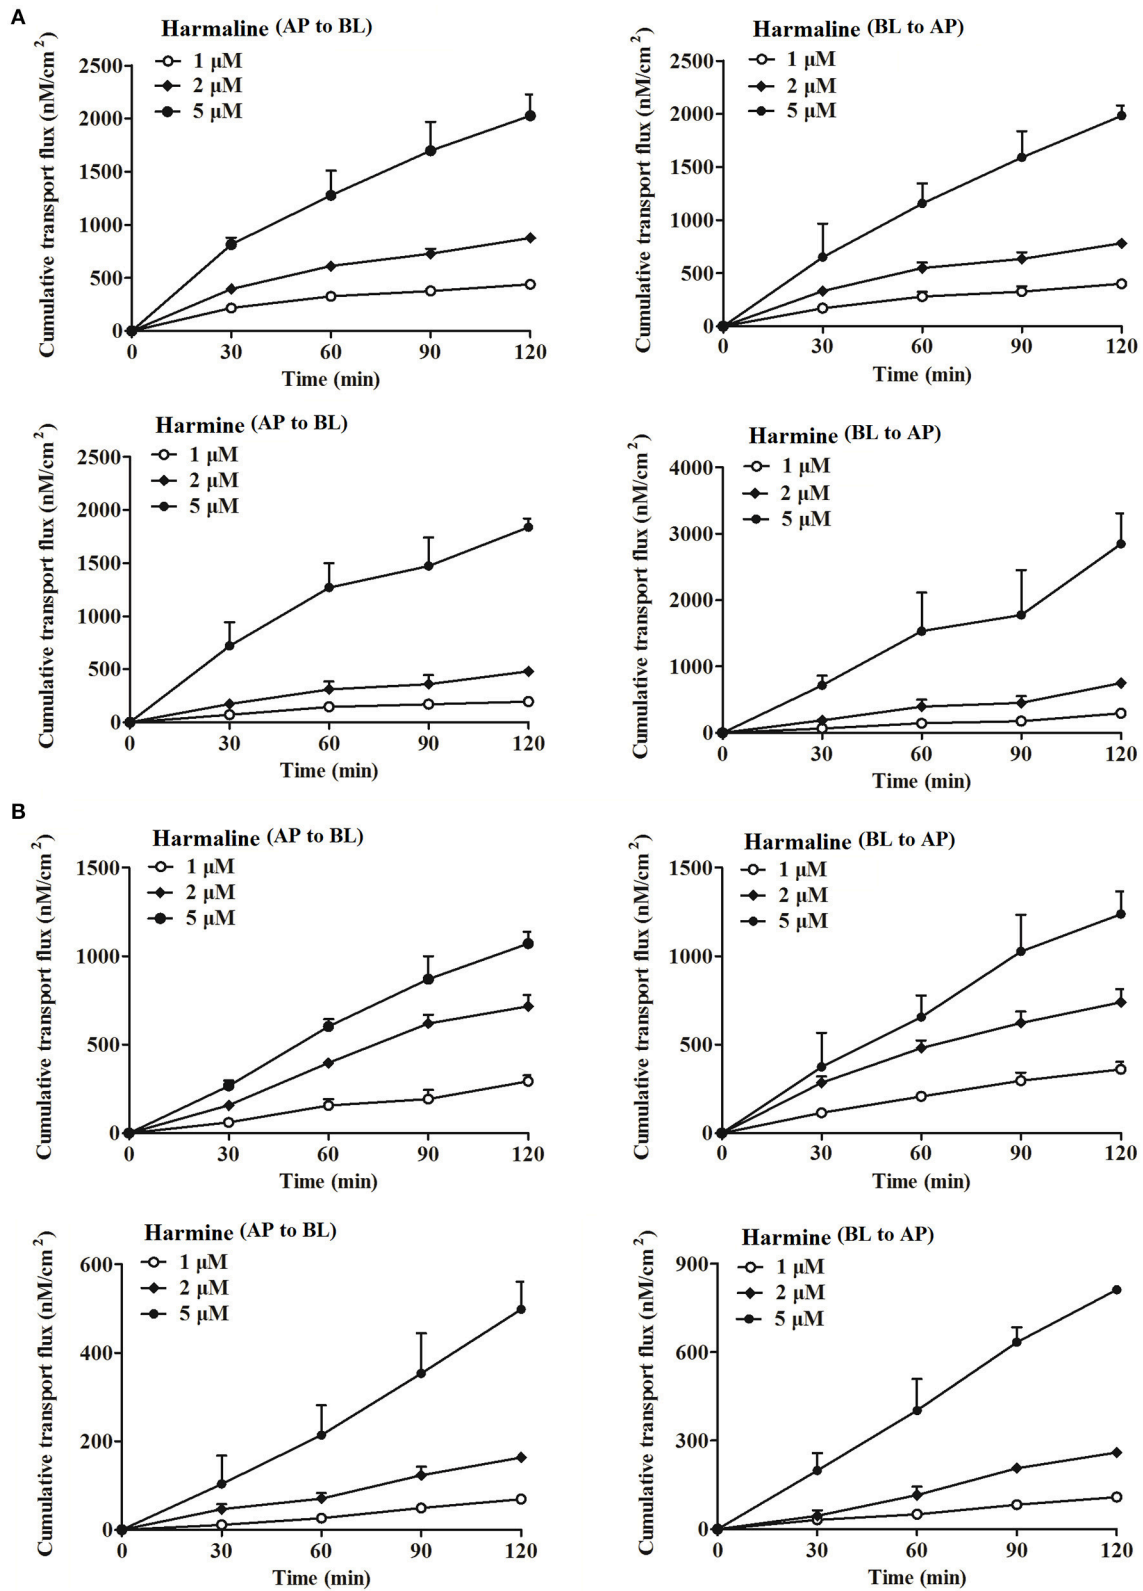 A
Harmaline (AP to BL)
1 μM
2 μM
5 μM
Cumulative transport flux (nM/cm2)
2500
2000
1500
1000
500
0
0 30 60 90 120
Time (min)
Harmaline (BL to AP)
1 μM
2 μM
5 μM
Cumulative transport flux (nM/cm2)
2500
2000
1500
1000
500
0
0 30 60 90 120
Time (min)
Harmine (AP to BL)
1 μM
2 μM
5 μM
Cumulative transport flux (nM/cm2)
2500
2000
1500
1000
500
0
0 30 60 90 120
Time (min)
Harmine (BL to AP)
1 μM
2 μM
5 μM
Cumulative transport flux (nM/cm2)
4000
3000
2000
1000
0
0 30 60 90 120
Time (min)
B
Harmaline (AP to BL)
1 μM
2 μM
5 μM
Cumulative transport flux (nM/cm2)
1500
1000
500
0
0 30 60 90 120
Time (min)
Harmaline (BL to AP)
1 μM
2 μM
5 μM
Cumulative transport flux (nM/cm2)
1500
1000
500
0
0 30 60 90 120
Time (min)
Harmine (AP to BL)
1 μM
2 μM
5 μM
Cumulative transport flux (nM/cm2)
600
400
200
0
0 30 60 90 120
Time (min)
Harmine (BL to AP)
1 μM
2 μM
5 μM
Cumulative transport flux (nM/cm2)
900
600
300
0
0 30 60 90 120
Time (min)